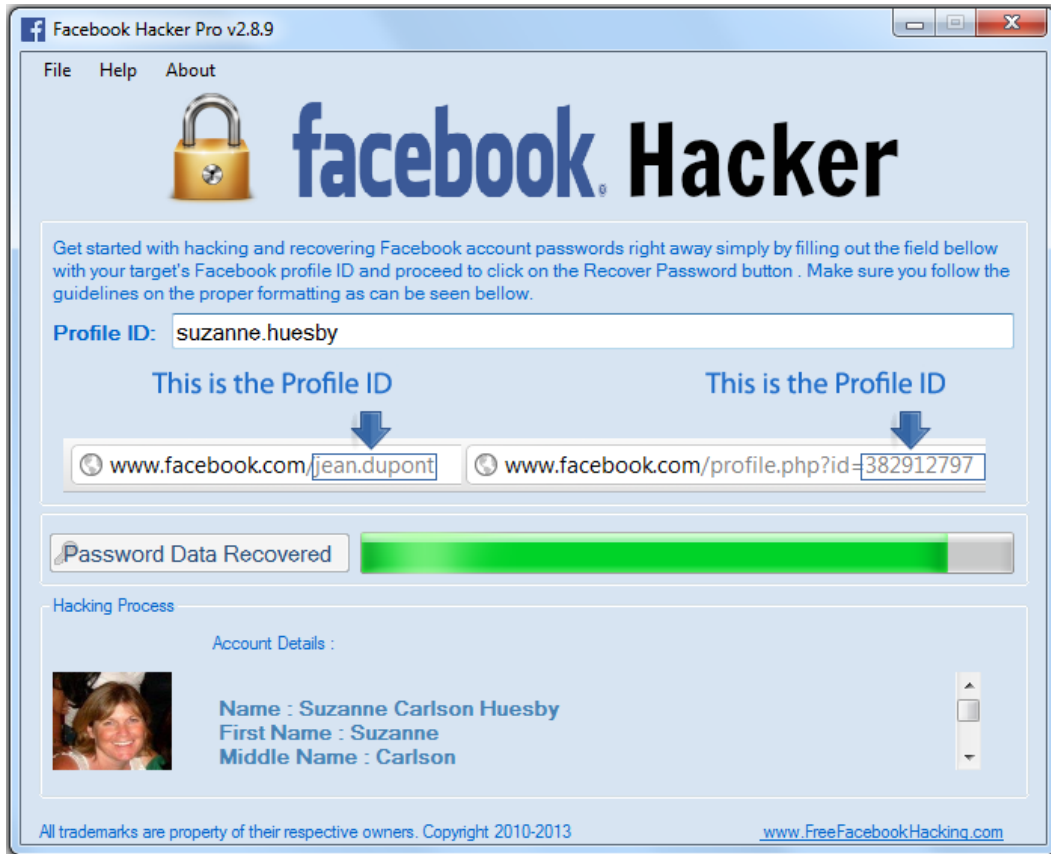 Facebook Hacker Pro v2.8.9
File Help About
facebook. Hacker
Get started with hacking and recovering Facebook account passwords right away simply by filling out the field bellow
with your target's Facebook profile ID and proceed to click on the Recover Password button . Make sure you follow the
guidelines on the proper formatting as can be seen bellow.
Profile ID: suzanne.huesby
This is the Profile ID This is the Profile ID
www.facebook.com/jean.dupont www.facebook.com/profile.php?id=382912797
Password Data Recovered
Hacking Process
Account Details :
Name : Suzanne Carlson Huesby
First Name : Suzanne
Middle Name : Carlson
All trademarks are property of their respective owners. Copyright 2010-2013 www.FreeFacebookHacking.com